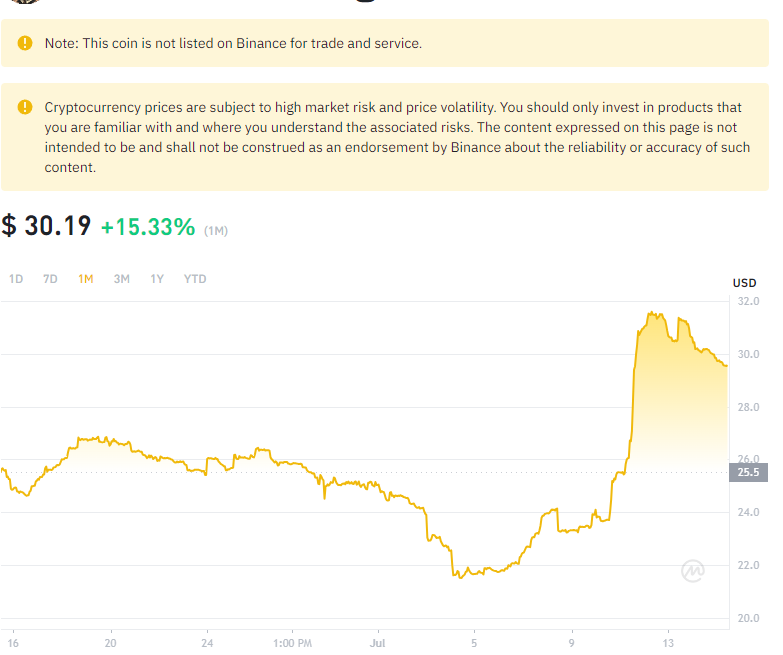 Note: This coin is not listed on Binance for trade and service.
Cryptocurrency prices are subject to high market risk and price volatility. You should only invest in products that
you are familiar with and where you understand the associated risks. The content expressed on this page is not
intended to be and shall not be construed as an endorsement by Binance about the reliability or accuracy of such
content.
$ 30.19 +15.33% (1M)
1D 7D 1M 3M 1Y YTD
USD
32.0
30.0
28.0
26.0
25.5
24.0
22.0
20.0
16 20 24 1:00 PM Jul 5 9 13